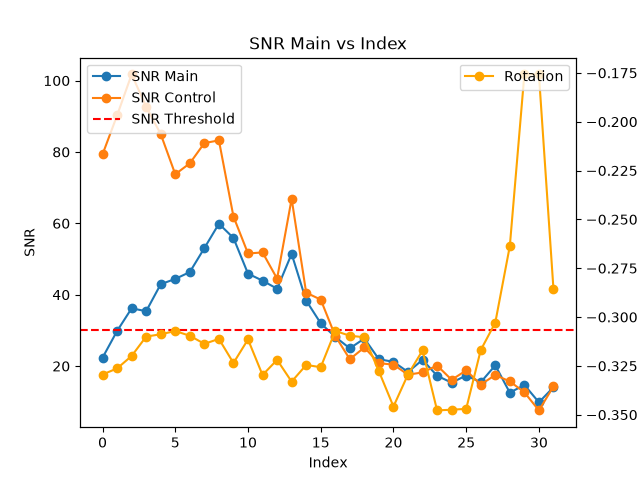 SNR Main vs Index
SNR Main
SNR Control
SNR Threshold
Rotation
100
80
60
40
20
SNR
−0.175
−0.200
−0.225
−0.250
−0.275
−0.300
−0.325
−0.350
0 5 10 15 20 25 30
Index